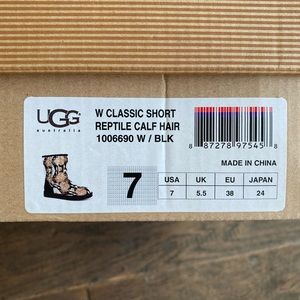 UGG
australia
W CLASSIC SHORT
REPTILE CALF HAIR
1006690 W / BLK
8 87278 97545 8
MADE IN CHINA
7
USA UK EU JAPAN
7 5.5 38 24